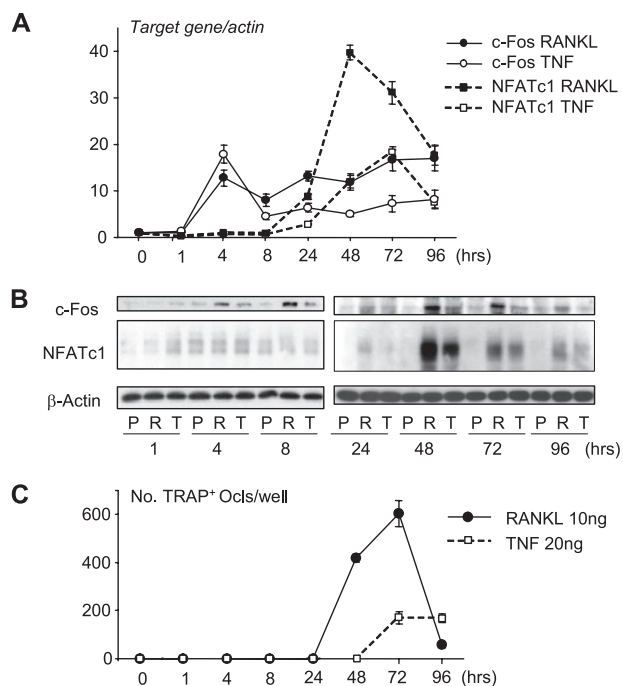 A
Target gene/actin
c-Fos RANKL
c-Fos TNF
NFATc1 RANKL
NFATc1 TNF
40
30
20
10
0
0 1 4 8 24 48 72 96 (hrs)
B
c-Fos
NFATc1
β-Actin
P R T P R T P R T P R T P R T P R T P R T
1 4 8 24 48 72 96 (hrs)
C
No. TRAP+ Ocls/well
RANKL 10ng
TNF 20ng
600
400
200
0
0 1 4 8 24 48 72 96 (hrs)